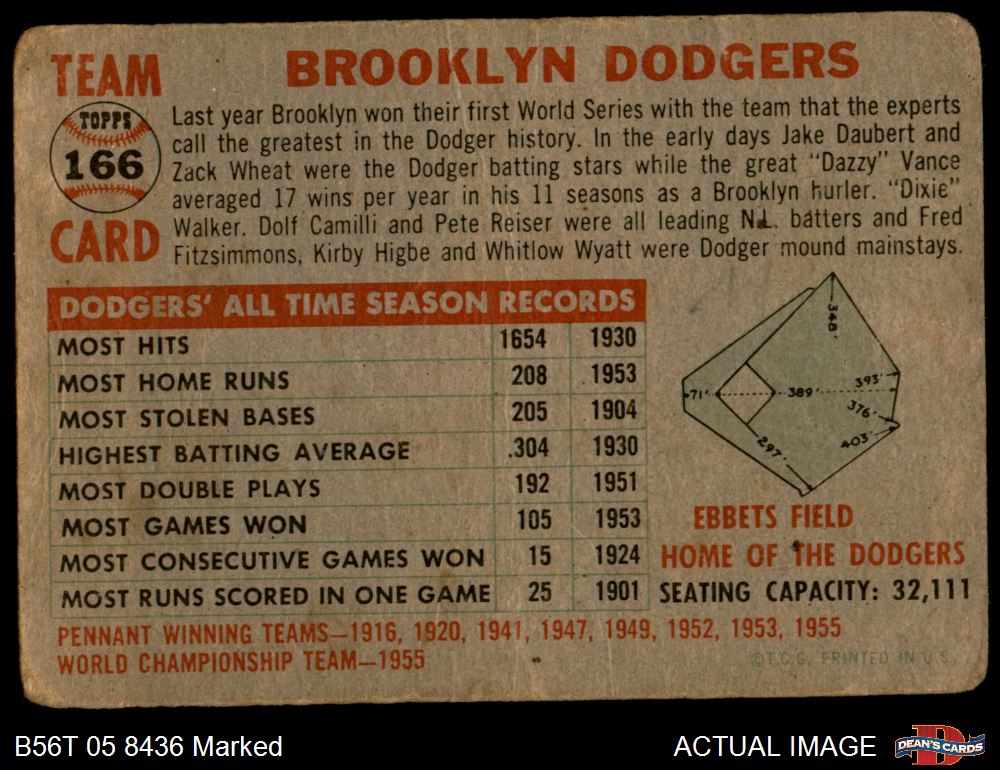 TEAM
BROOKLYN DODGERS
TOPPS
166
CARD
Last year Brooklyn won their first World Series with the team that the experts
call the greatest in the Dodger history. In the early days Jake Daubert and
Zack Wheat were the Dodger batting stars while the great "Dazzy" Vance
averaged 17 wins per year in his 11 seasons as a Brooklyn hurler. "Dixie"
Walker, Dolf Camilli and Pete Reiser were all leading N.L. batters and Fred
Fitzsimmons, Kirby Higbe and Whitlow Wyatt were Dodger mound mainstays.
DODGERS' ALL TIME SEASON RECORDS
MOST HITS 1654 1930
MOST HOME RUNS 208 1953
MOST STOLEN BASES 205 1904
HIGHEST BATTING AVERAGE .304 1930
MOST DOUBLE PLAYS 192 1951
MOST GAMES WON 105 1953
MOST CONSECUTIVE GAMES WON 15 1924
MOST RUNS SCORED IN ONE GAME 25 1901
348'
393'
71'
389'
376'
403'
297'
EBBETS FIELD
HOME OF THE DODGERS
SEATING CAPACITY: 32,111
PENNANT WINNING TEAMS—1916, 1920, 1941, 1947, 1949, 1952, 1953, 1955
WORLD CHAMPIONSHIP TEAM—1955
©T.C.G. PRINTED IN U.S.
B56T 05 8436 Marked
ACTUAL IMAGE
DEAN'S CARDS